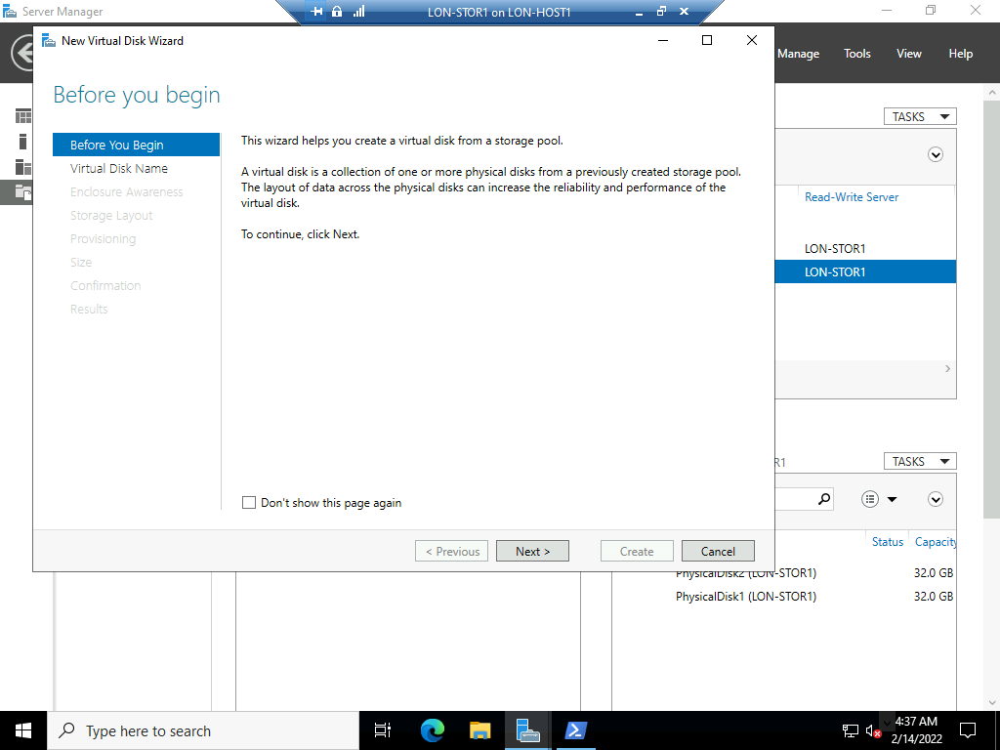 Server Manager
LON-STOR1 on LON-HOST1
New Virtual Disk Wizard
Manage Tools View Help
Before you begin
Before You Begin
Virtual Disk Name
Enclosure Awareness
Storage Layout
Provisioning
Size
Confirmation
Results
This wizard helps you create a virtual disk from a storage pool.
A virtual disk is a collection of one or more physical disks from a previously created storage pool.
The layout of data across the physical disks can increase the reliability and performance of the
virtual disk.
To continue, click Next.
Don't show this page again
< Previous Next > Create Cancel
TASKS
Read-Write Server
LON-STOR1
LON-STOR1
R1 TASKS
Status Capacity
PhysicalDisk2 (LON-STOR1) 32.0 GB
PhysicalDisk1 (LON-STOR1) 32.0 GB
Type here to search
4:37 AM
2/14/2022